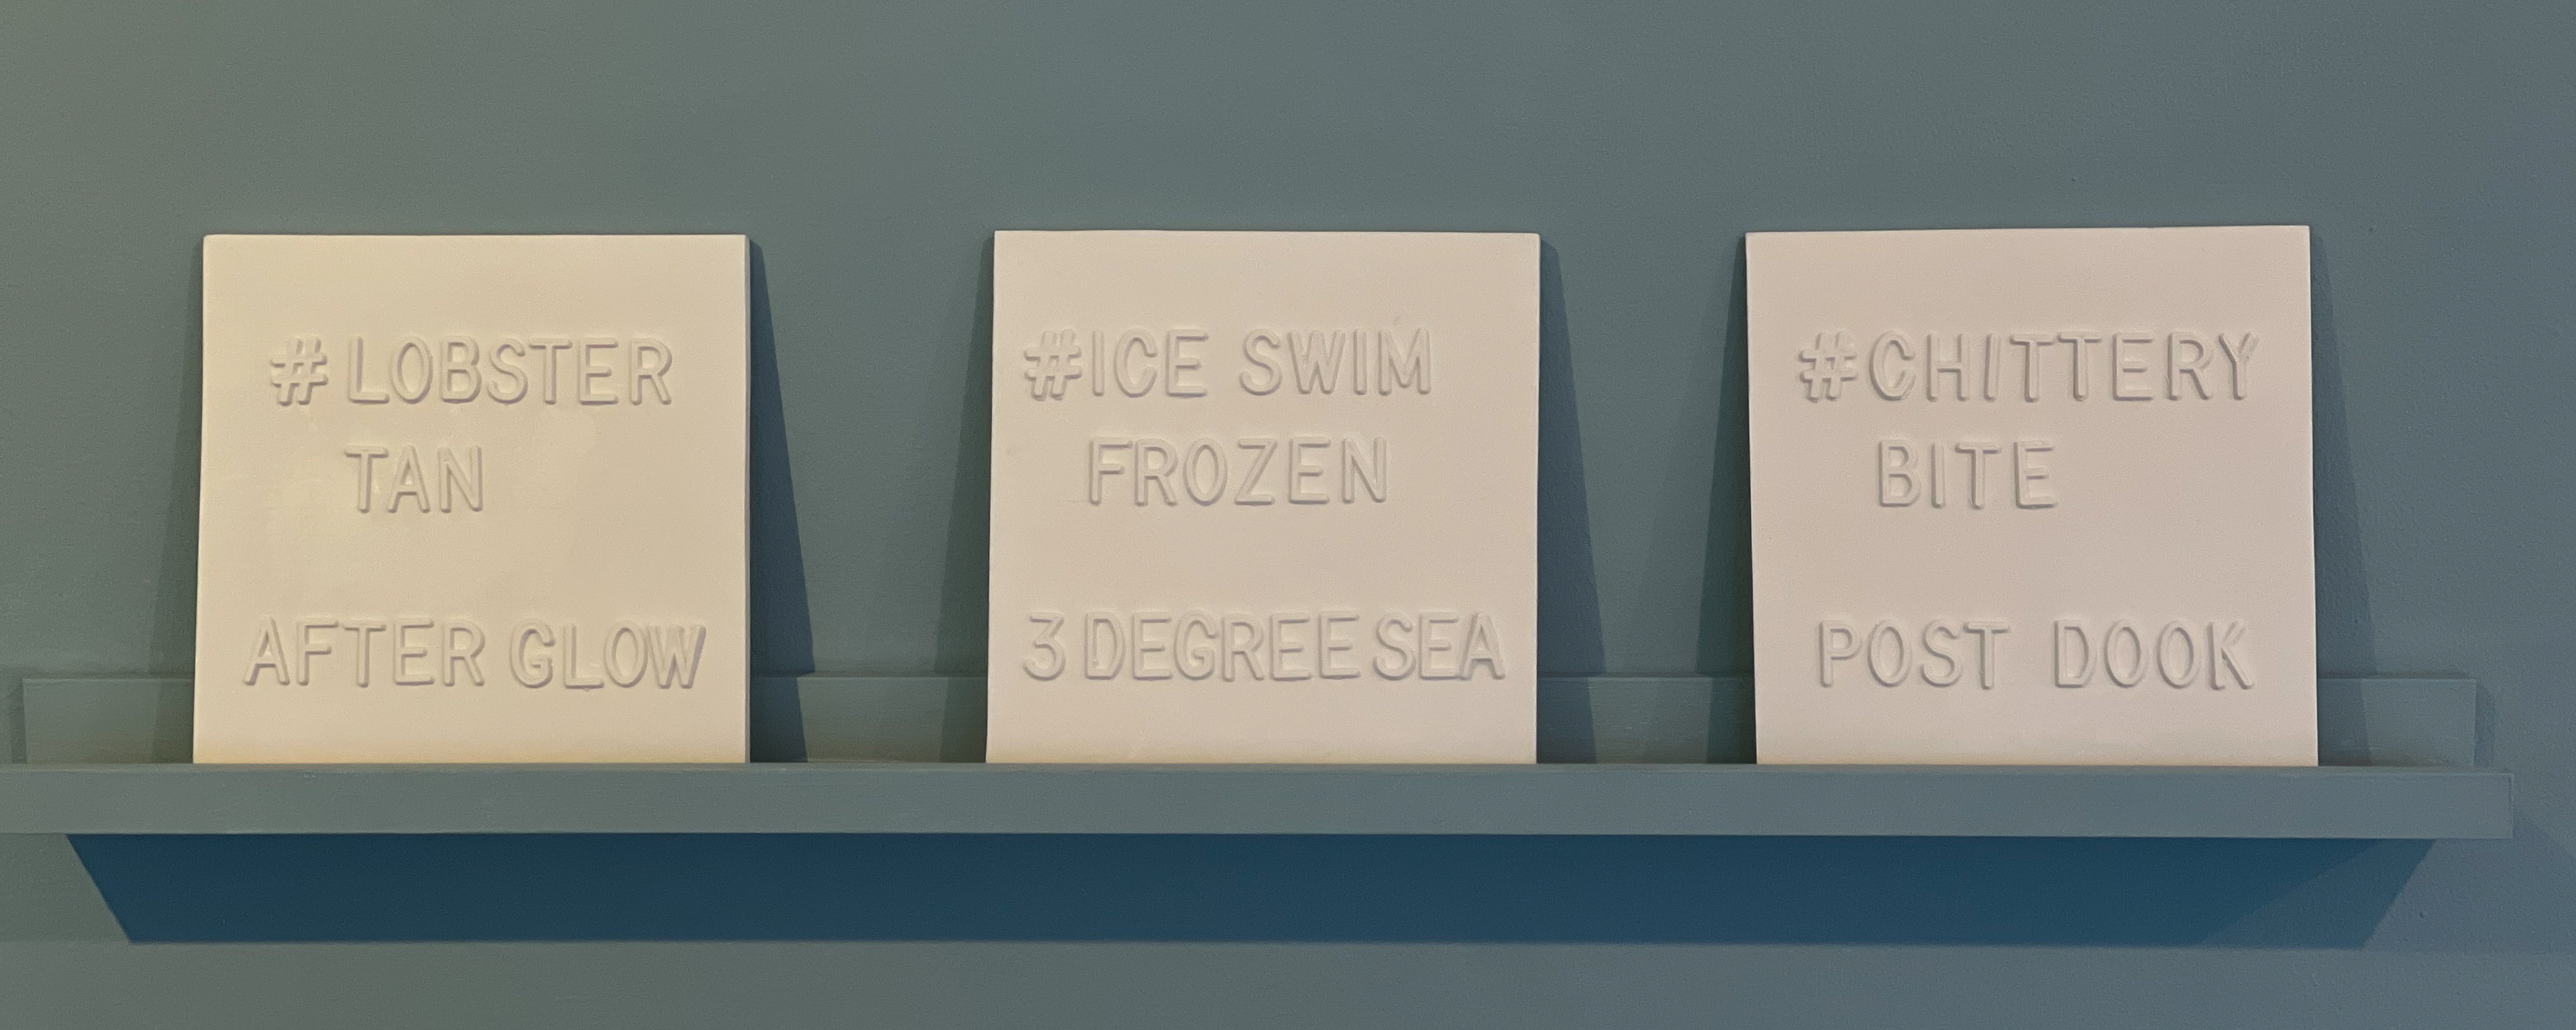 #LOBSTER
TAN
AFTER GLOW
#ICE SWIM
FROZEN
3 DEGREE SEA
#CHITTERY
BITE
POST DOOK